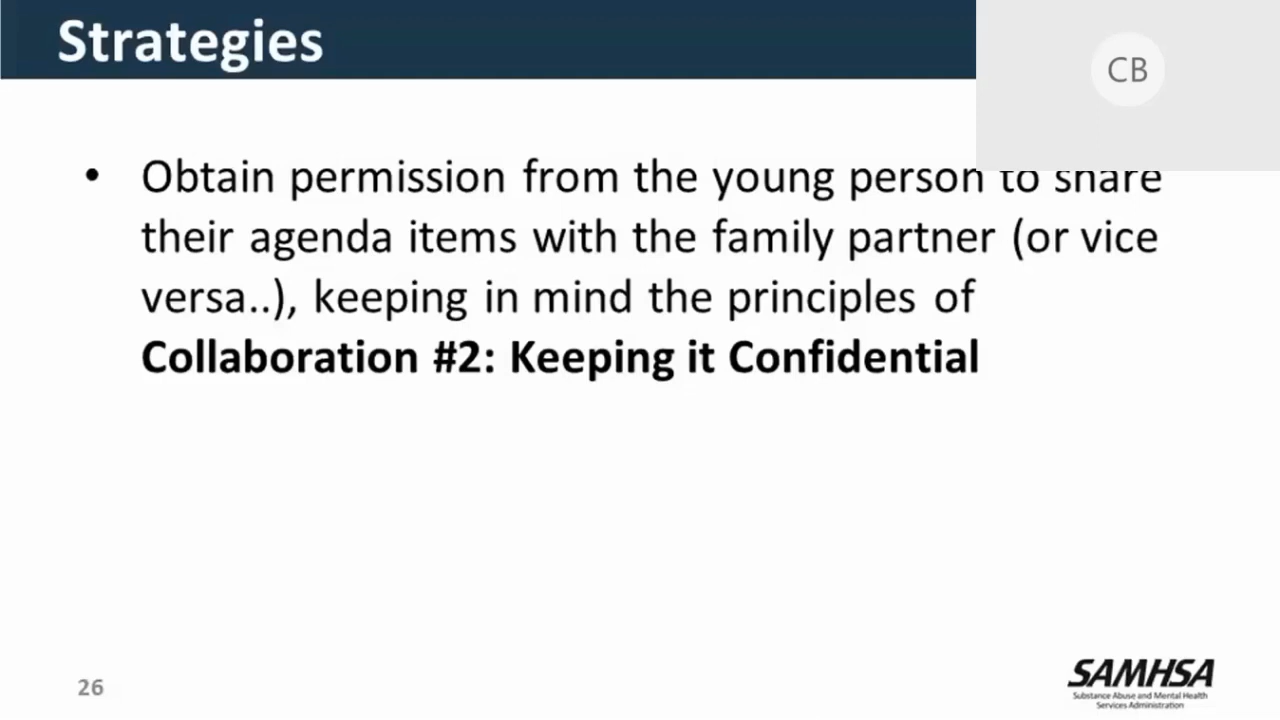 Strategies
CB
• Obtain permission from the young person to share
their agenda items with the family partner (or vice
versa..), keeping in mind the principles of
Collaboration #2: Keeping it Confidential
26
SAMHSA
Substance Abuse and Mental Health
Services Administration